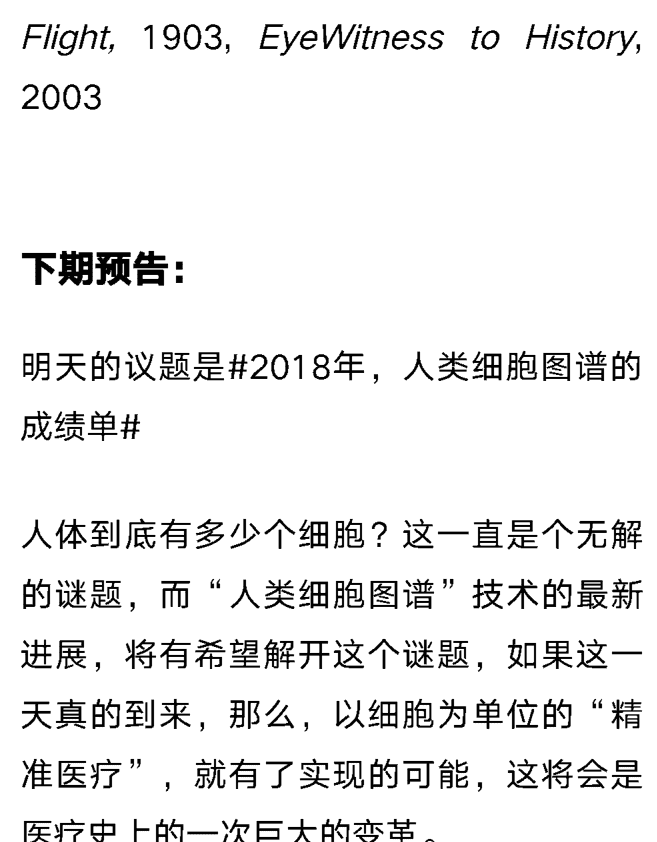 Flight, 1903, EyeWitness to History,
2003
下期预告：
明天的议题是#2018年，人类细胞图谱的
成绩单#
人体到底有多少个细胞？这一直是个无解
的谜题，而“人类细胞图谱”技术的最新
进展，将有希望解开这个谜题，如果这一
天真的到来，那么，以细胞为单位的“精
准医疗”，就有了实现的可能，这将会是
医疗史上的一次巨大的变革。